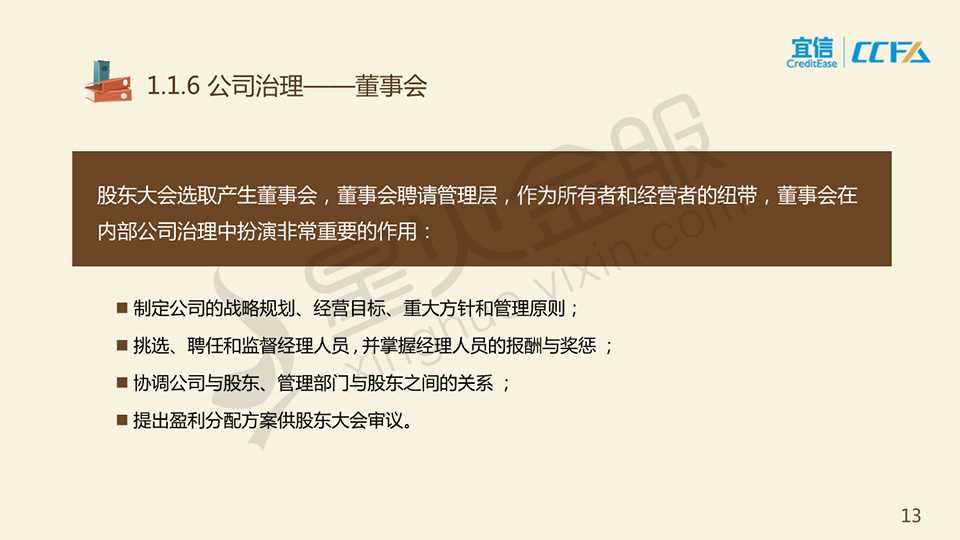 宜信
CreditEase
CCFA
1.1.6 公司治理——董事会
股东大会选取产生董事会，董事会聘请管理层，作为所有者和经营者的纽带，董事会在
内部公司治理中扮演非常重要的作用：
■ 制定公司的战略规划、经营目标、重大方针和管理原则；
■ 挑选、聘任和监督经理人员，并掌握经理人员的报酬与奖惩 ；
■ 协调公司与股东、管理部门与股东之间的关系 ；
■ 提出盈利分配方案供股东大会审议。
星火金服
xinghuo.yixin.com
13